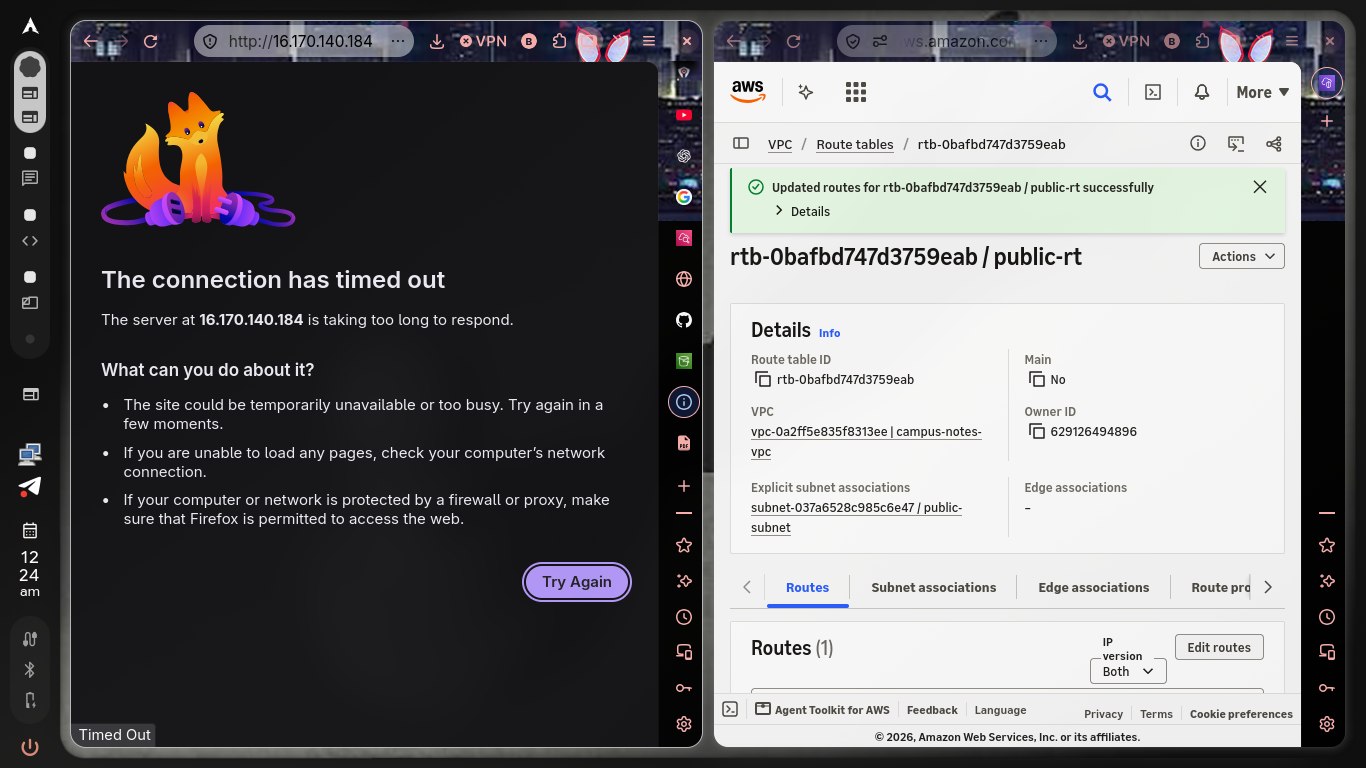 http://16.170.140.184
VPN
B
The connection has timed out
The server at 16.170.140.184 is taking too long to respond.
What can you do about it?
• The site could be temporarily unavailable or too busy. Try again in a
few moments.
• If you are unable to load any pages, check your computer’s network
connection.
• If your computer or network is protected by a firewall or proxy, make
sure that Firefox is permitted to access the web.
Try Again
Timed Out
12
24
am
ws.amazon.co
VPN
B
aws
More
VPC / Route tables / rtb-0bafbd747d3759eab
Updated routes for rtb-0bafbd747d3759eab / public-rt successfully
Details
rtb-0bafbd747d3759eab / public-rt
Actions
Details Info
Route table ID
rtb-0bafbd747d3759eab
Main
No
VPC
vpc-0a2ff5e835f8313ee | campus-notes-
vpc
Owner ID
629126494896
Explicit subnet associations
subnet-037a6528c985c6e47 / public-
subnet
Edge associations
–
Routes
Subnet associations
Edge associations
Route pro
Routes (1)
IP
version
Both
Edit routes
Agent Toolkit for AWS
Feedback
Language
Privacy
Terms
Cookie preferences
© 2026, Amazon Web Services, Inc. or its affiliates.